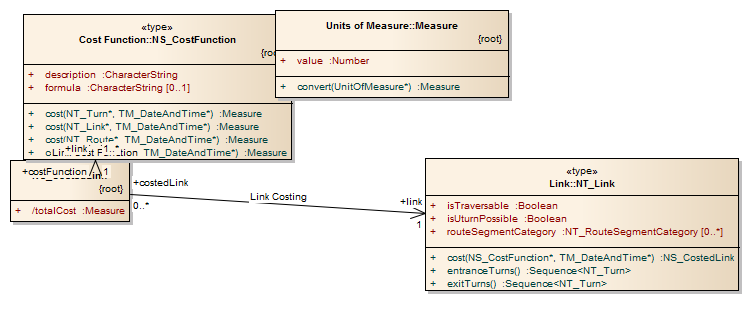 «type»
Cost Function::NS_CostFunction
{root}
+ description :CharacterString
+ formula :CharacterString [0..1]
+ cost(NT_Turn*, TM_DateAndTime*) :Measure
+ cost(NT_Link*, TM_DateAndTime*) :Measure
+ cost(NT_Route*, TM_DateAndTime*) :Measure
Function TM_DateAndTime*) :Measure
Units of Measure::Measure
{root}
+ value :Number
+ convert(UnitOfMeasure*) :Measure
+link 1..*
+costFunction 1
{root}
+ /totalCost :Measure
+costedLink
0..*
Link Costing
+link
1
«type»
Link::NT_Link
+ isTraversable :Boolean
+ isUturnPossible :Boolean
+ routeSegmentCategory :NT_RouteSegmentCategory [0..*]
+ cost(NS_CostFunction*, TM_DateAndTime*) :NS_CostedLink
+ entranceTurns() :Sequence<NT_Turn>
+ exitTurns() :Sequence<NT_Turn>